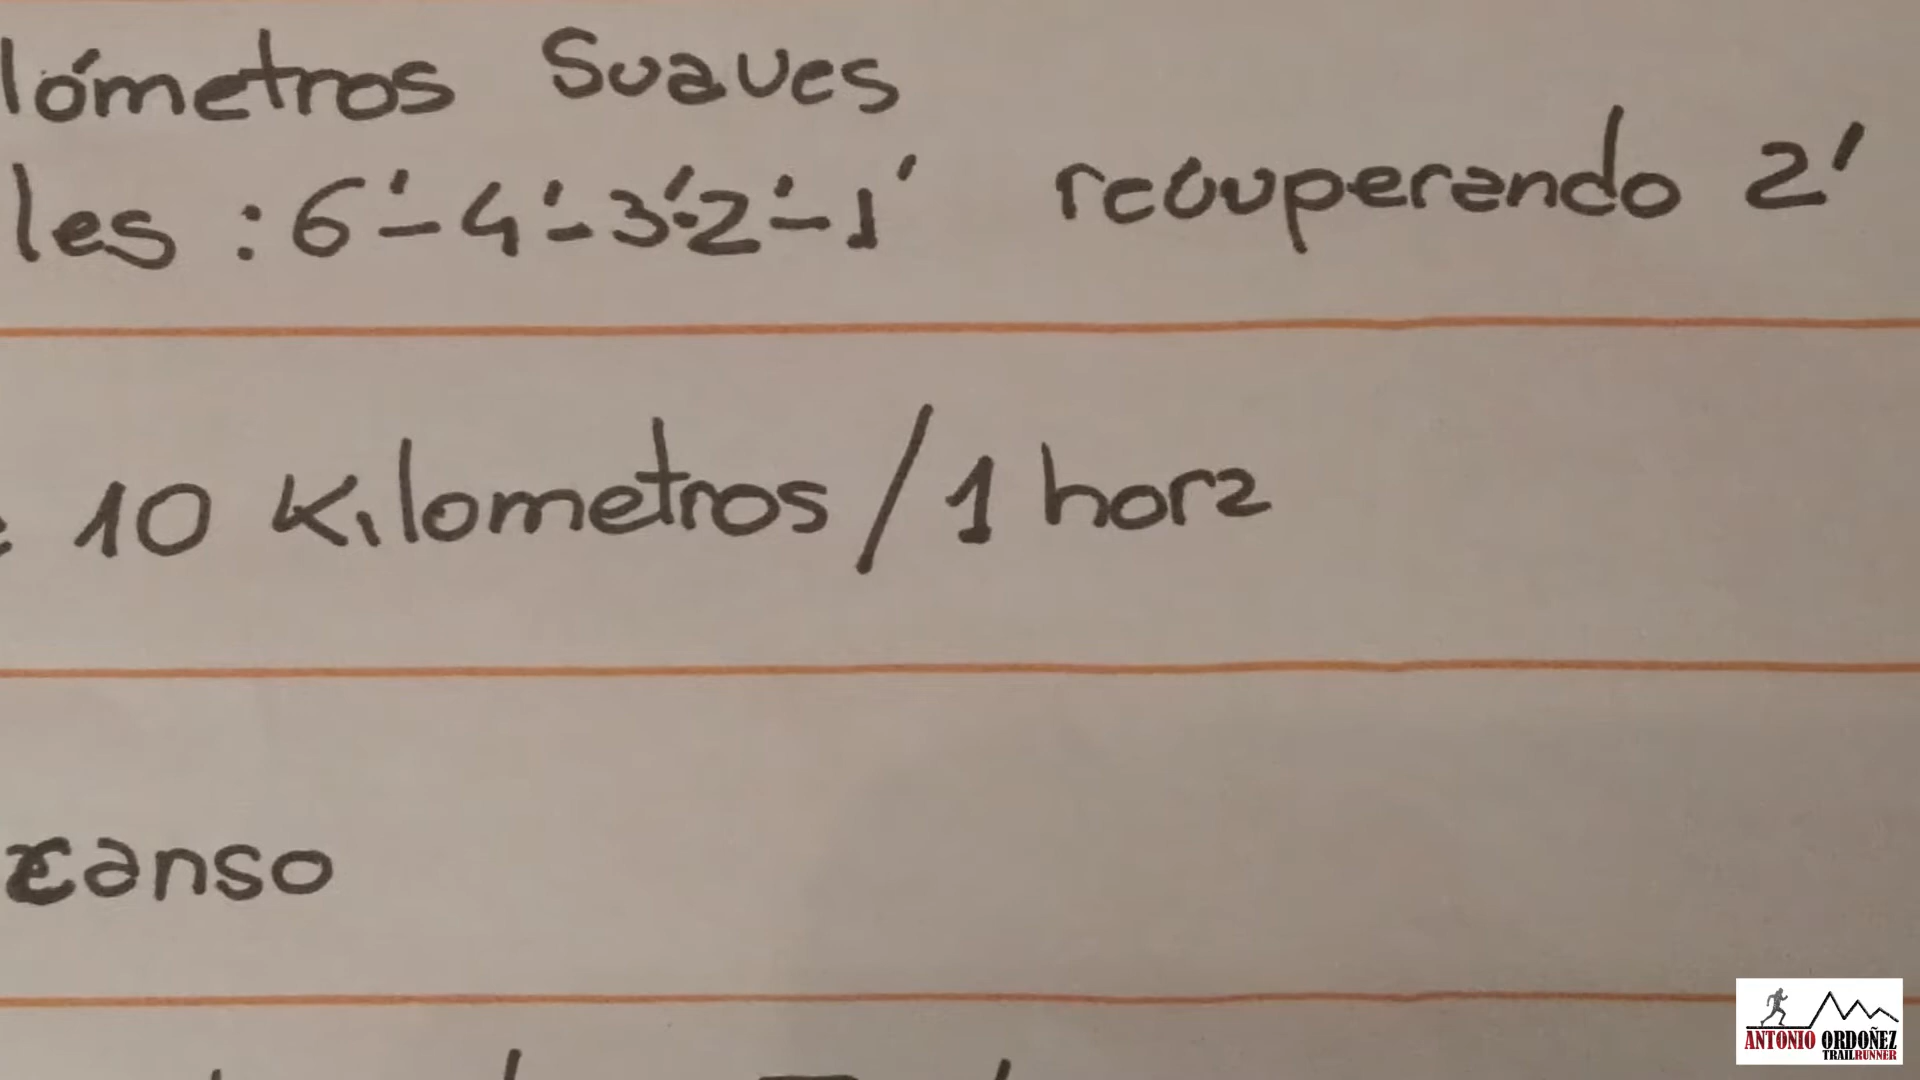 lómetros Suaves
les : 6'- 4'- 3'- 2'- 1' recuperando 2'
: 10 Kilometros / 1 hora
canso
ANTONIO ORDOÑEZ
TRAILRUNNER